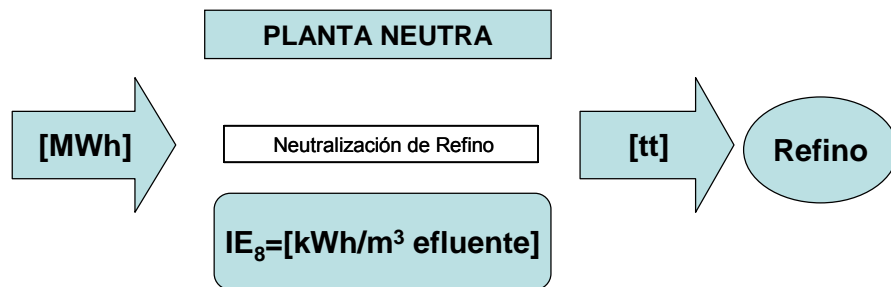 PLANTA NEUTRA
[MWh]
Neutralización de Refino
[tt]
Refino
IE₈=[kWh/m³ efluente]